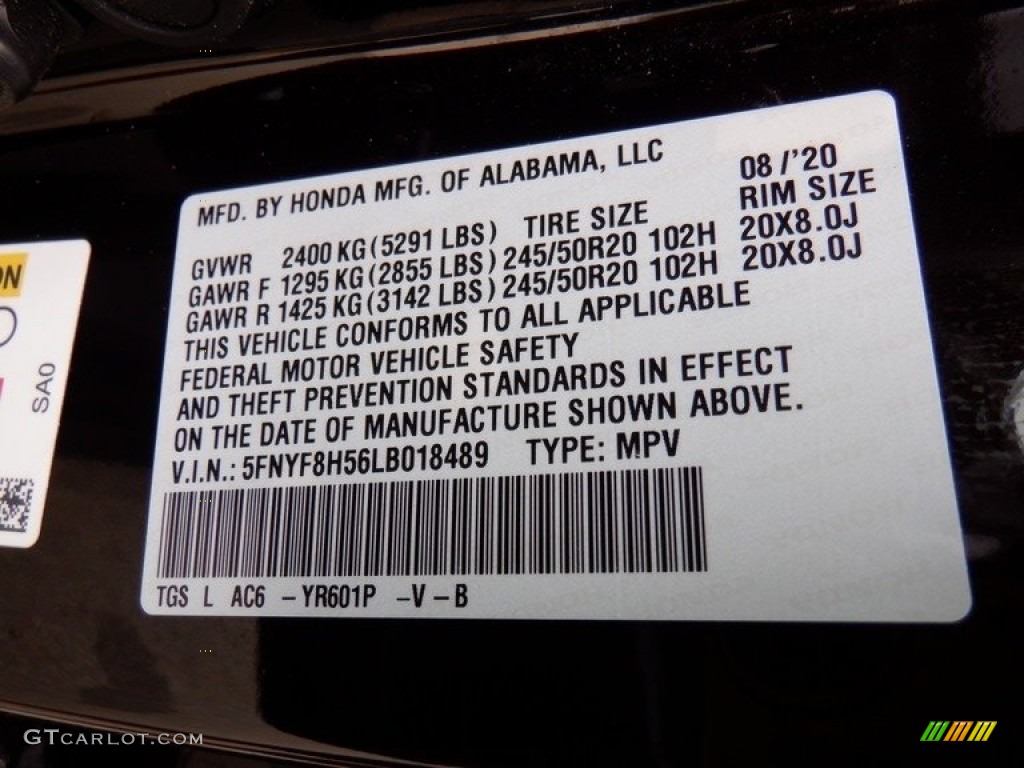 MFD. BY HONDA MFG. OF ALABAMA, LLC 08/'20
GVWR 2400 KG (5291 LBS) TIRE SIZE RIM SIZE
GAWR F 1295 KG (2855 LBS) 245/50R20 102H 20X8.0J
GAWR R 1425 KG (3142 LBS) 245/50R20 102H 20X8.0J
THIS VEHICLE CONFORMS TO ALL APPLICABLE
FEDERAL MOTOR VEHICLE SAFETY
AND THEFT PREVENTION STANDARDS IN EFFECT
ON THE DATE OF MANUFACTURE SHOWN ABOVE.
V.I.N.: 5FNYF8H56LB018489 TYPE: MPV
TGS L AC6 -YR601P -V-B
ON
SA0
GTCARLOT.COM